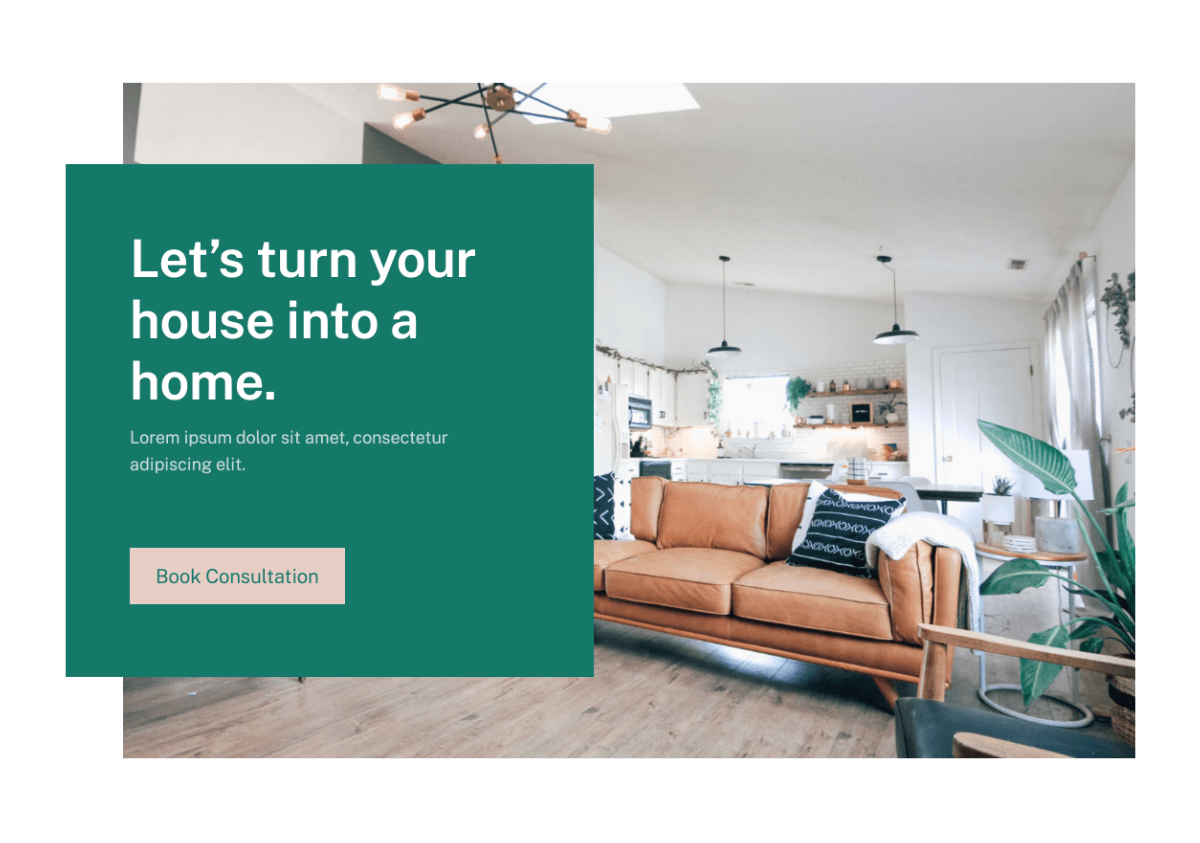 Let’s turn your
house into a
home.
Lorem ipsum dolor sit amet, consectetur
adipiscing elit.
Book Consultation